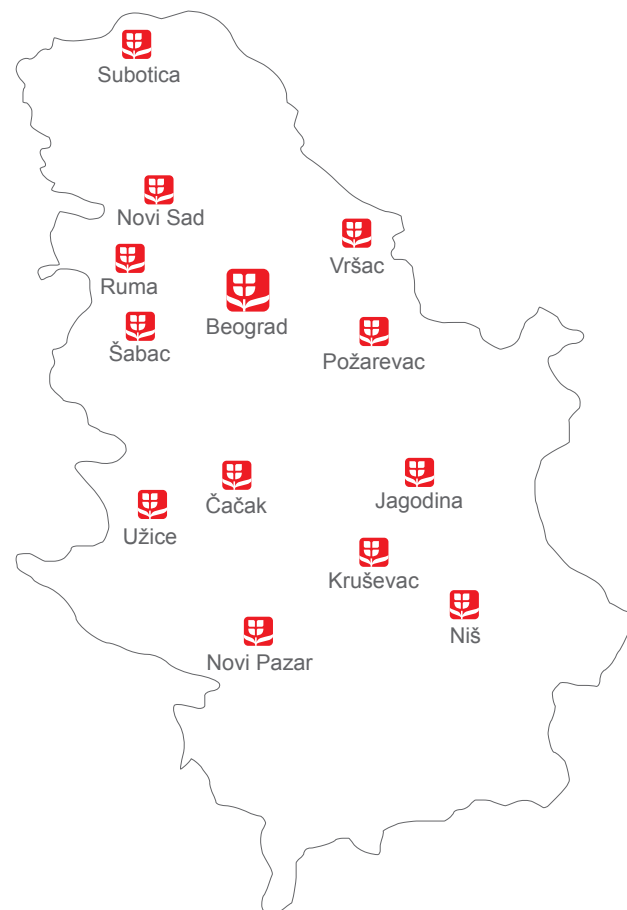 Subotica
Novi Sad
Vršac
Ruma
Beograd
Šabac
Požarevac
Čačak
Jagodina
Užice
Kruševac
Niš
Novi Pazar